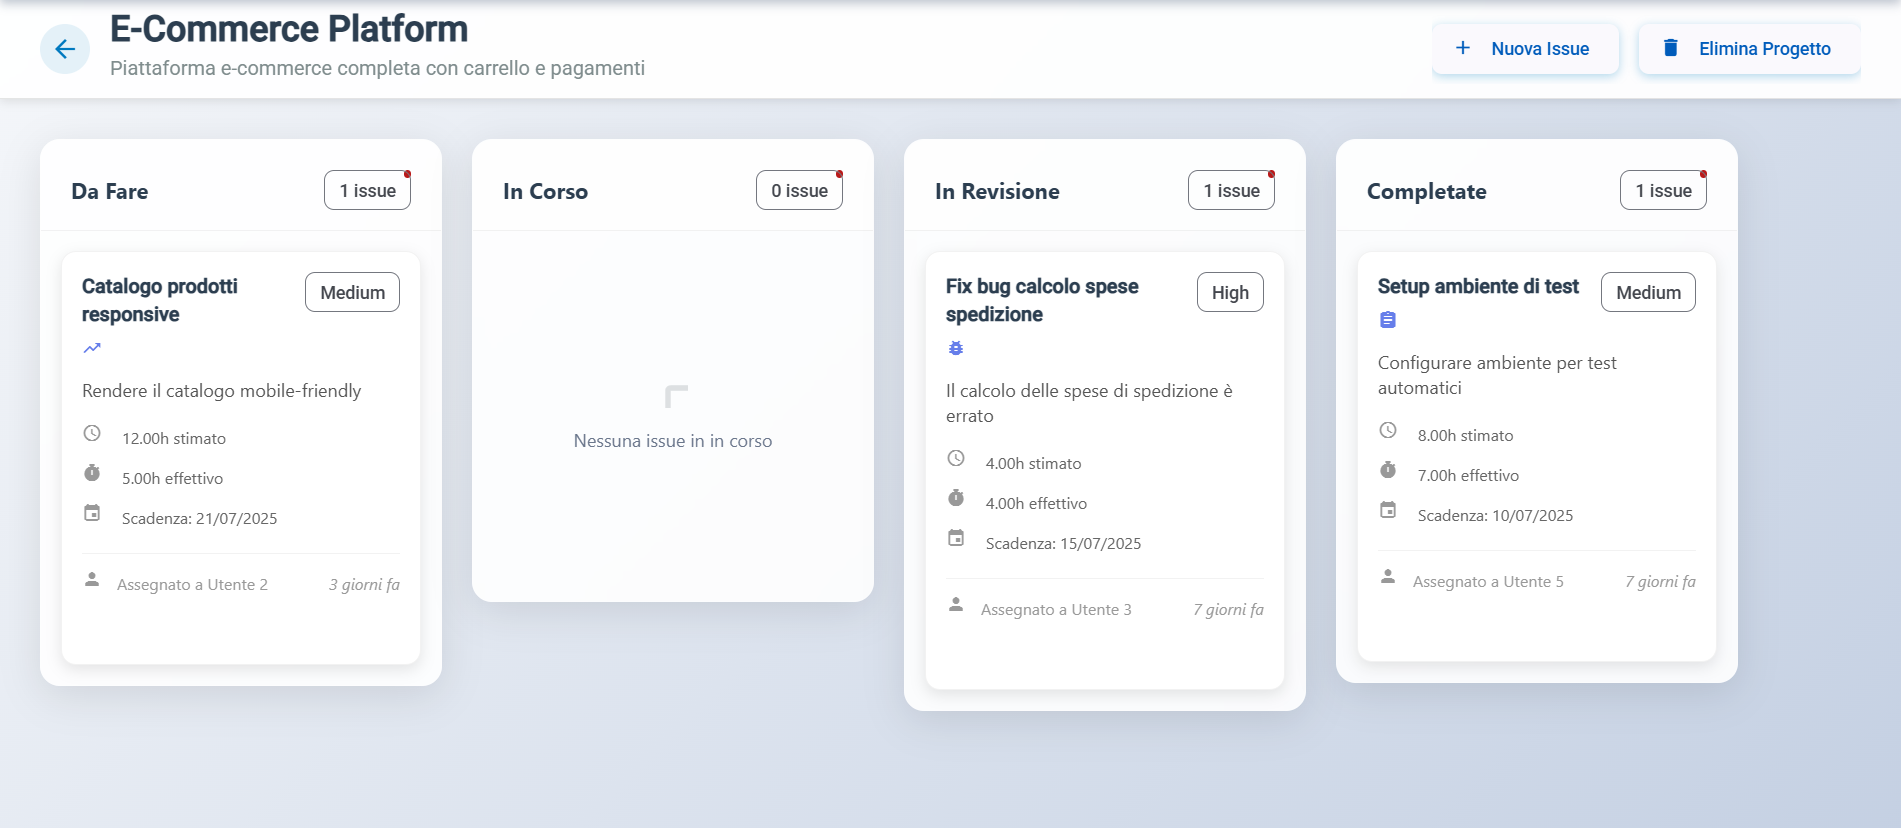 E-Commerce Platform
Piattaforma e-commerce completa con carrello e pagamenti
Nuova Issue
Elimina Progetto
Da Fare
1 issue
Catalogo prodotti
responsive
Medium
Rendere il catalogo mobile-friendly
12.00h stimato
5.00h effettivo
Scadenza: 21/07/2025
Assegnato a Utente 2
3 giorni fa
In Corso
0 issue
Nessuna issue in in corso
In Revisione
1 issue
Fix bug calcolo spese
spedizione
High
Il calcolo delle spese di spedizione è
errato
4.00h stimato
4.00h effettivo
Scadenza: 15/07/2025
Assegnato a Utente 3
7 giorni fa
Completate
1 issue
Setup ambiente di test
Medium
Configurare ambiente per test
automatici
8.00h stimato
7.00h effettivo
Scadenza: 10/07/2025
Assegnato a Utente 5
7 giorni fa